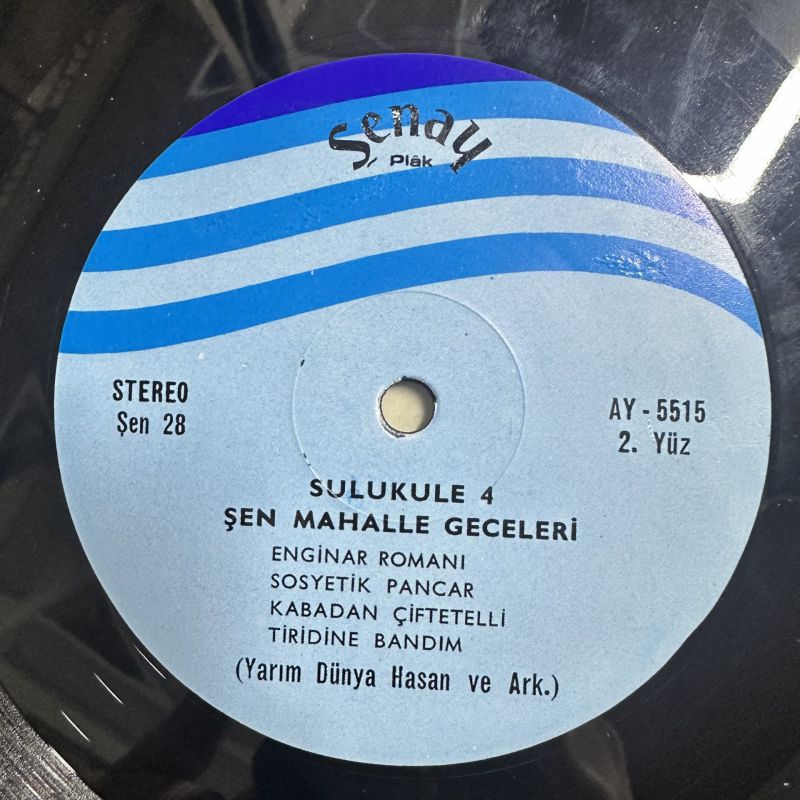 Şenay
Plâk
STEREO
Şen 28
AY - 5515
2. Yüz
SULUKULE 4
ŞEN MAHALLE GECELERİ
ENGİNAR ROMANI
SOSYETİK PANCAR
KABADAN ÇİFTETELLİ
TİRİDİNE BANDIM
(Yarım Dünya Hasan ve Ark.)